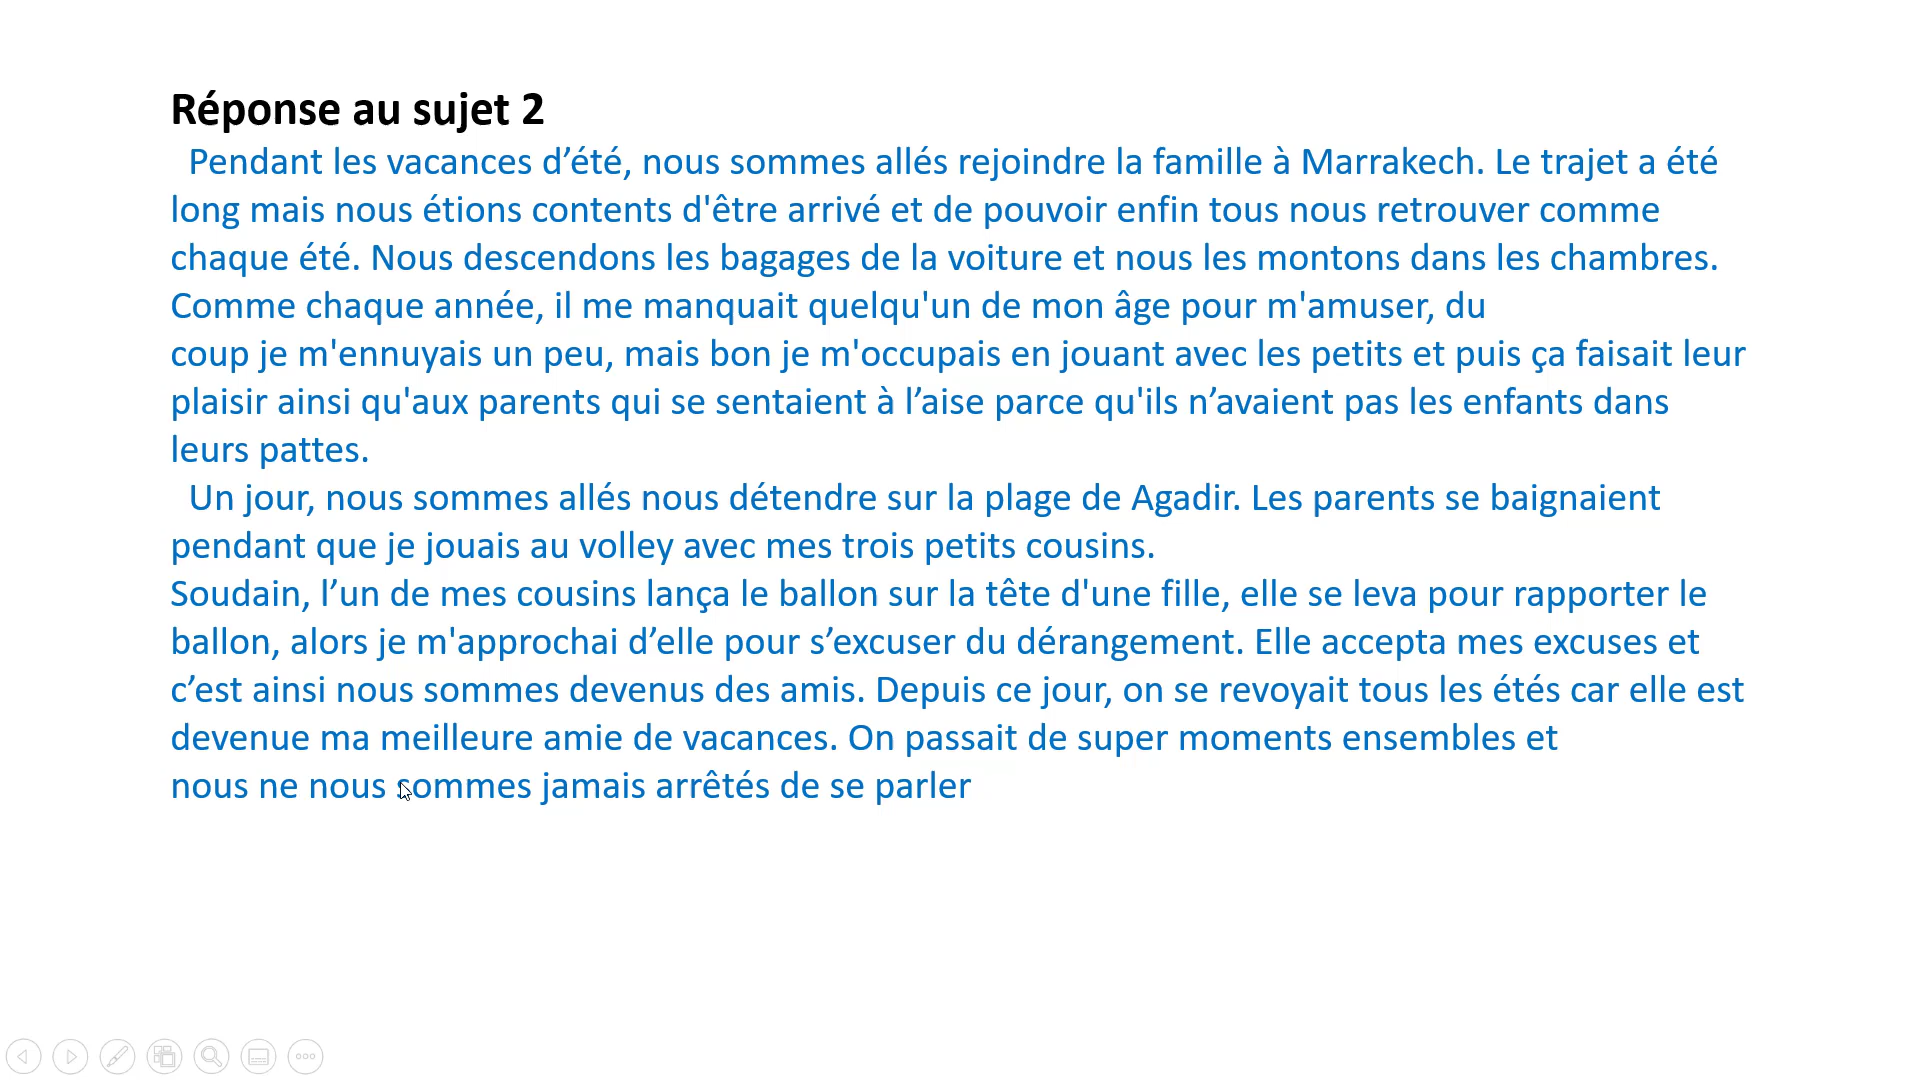 Réponse au sujet 2
Pendant les vacances d’été, nous sommes allés rejoindre la famille à Marrakech. Le trajet a été
long mais nous étions contents d'être arrivé et de pouvoir enfin tous nous retrouver comme
chaque été. Nous descendons les bagages de la voiture et nous les montons dans les chambres.
Comme chaque année, il me manquait quelqu'un de mon âge pour m'amuser, du
coup je m'ennuyais un peu, mais bon je m'occupais en jouant avec les petits et puis ça faisait leur
plaisir ainsi qu'aux parents qui se sentaient à l’aise parce qu'ils n’avaient pas les enfants dans
leurs pattes.
Un jour, nous sommes allés nous détendre sur la plage de Agadir. Les parents se baignaient
pendant que je jouais au volley avec mes trois petits cousins.
Soudain, l’un de mes cousins lança le ballon sur la tête d'une fille, elle se leva pour rapporter le
ballon, alors je m'approchai d’elle pour s’excuser du dérangement. Elle accepta mes excuses et
c’est ainsi nous sommes devenus des amis. Depuis ce jour, on se revoyait tous les étés car elle est
devenue ma meilleure amie de vacances. On passait de super moments ensembles et
nous ne nous sommes jamais arrêtés de se parler